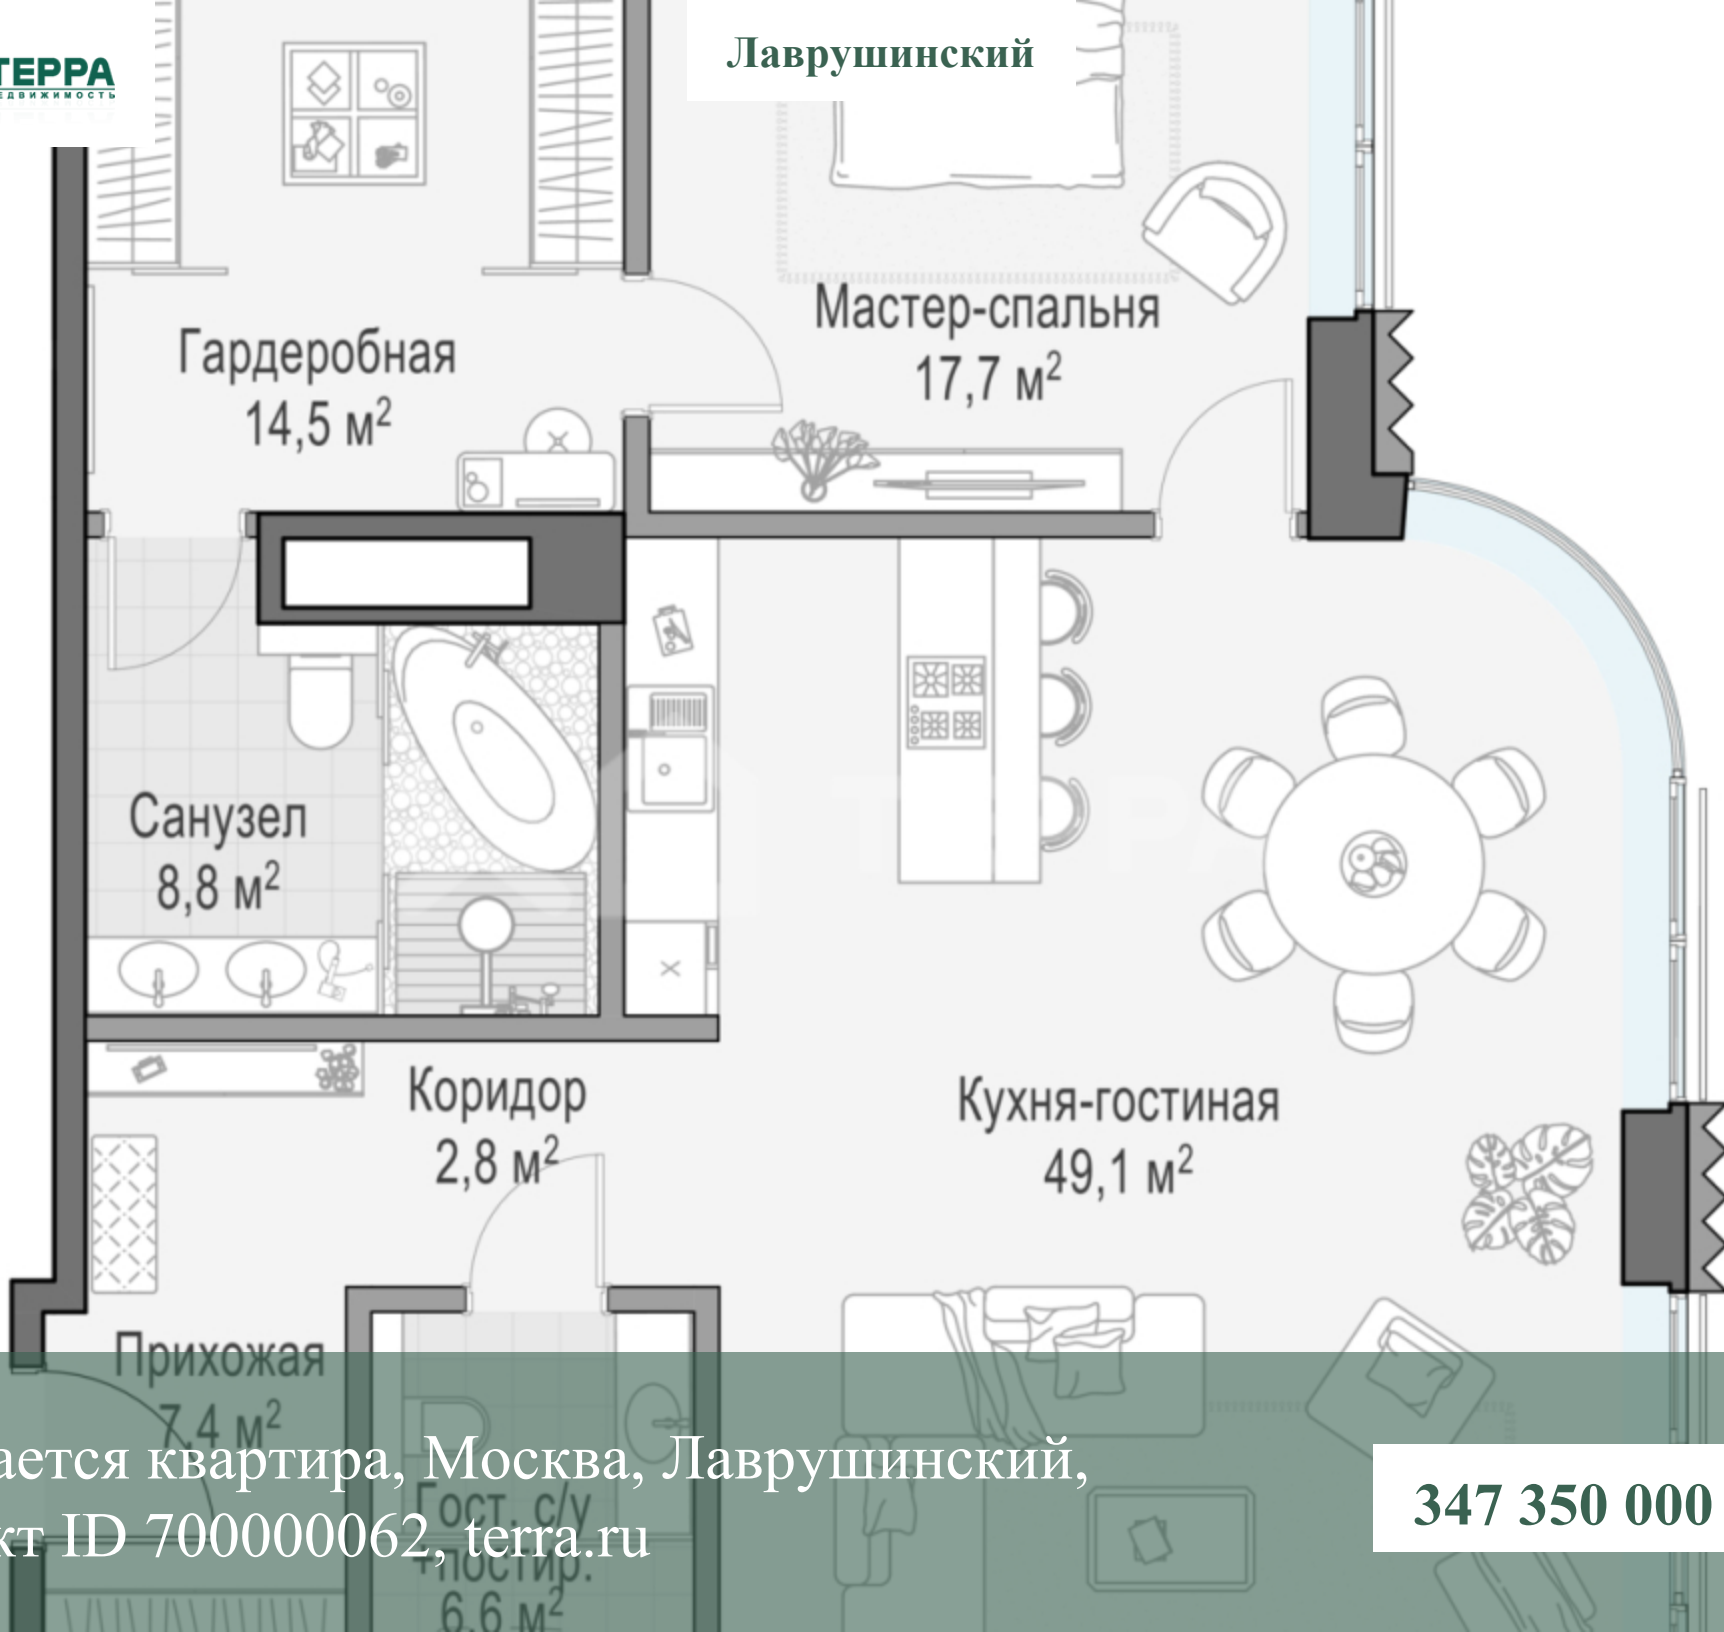 ТЕРРА
НЕДВИЖИМОСТЬ
Лаврушинский
Мастер-спальня
17,7 м²
Гардеробная
14,5 м²
Санузел
8,8 м²
Коридор
2,8 м²
Кухня-гостиная
49,1 м²
Прихожая
7,4 м²
ается квартира, Москва, Лаврушинский,
кт ID 700000062, terra.ru
347 350 000
Гост. с/у
+постир.
6,6 м²